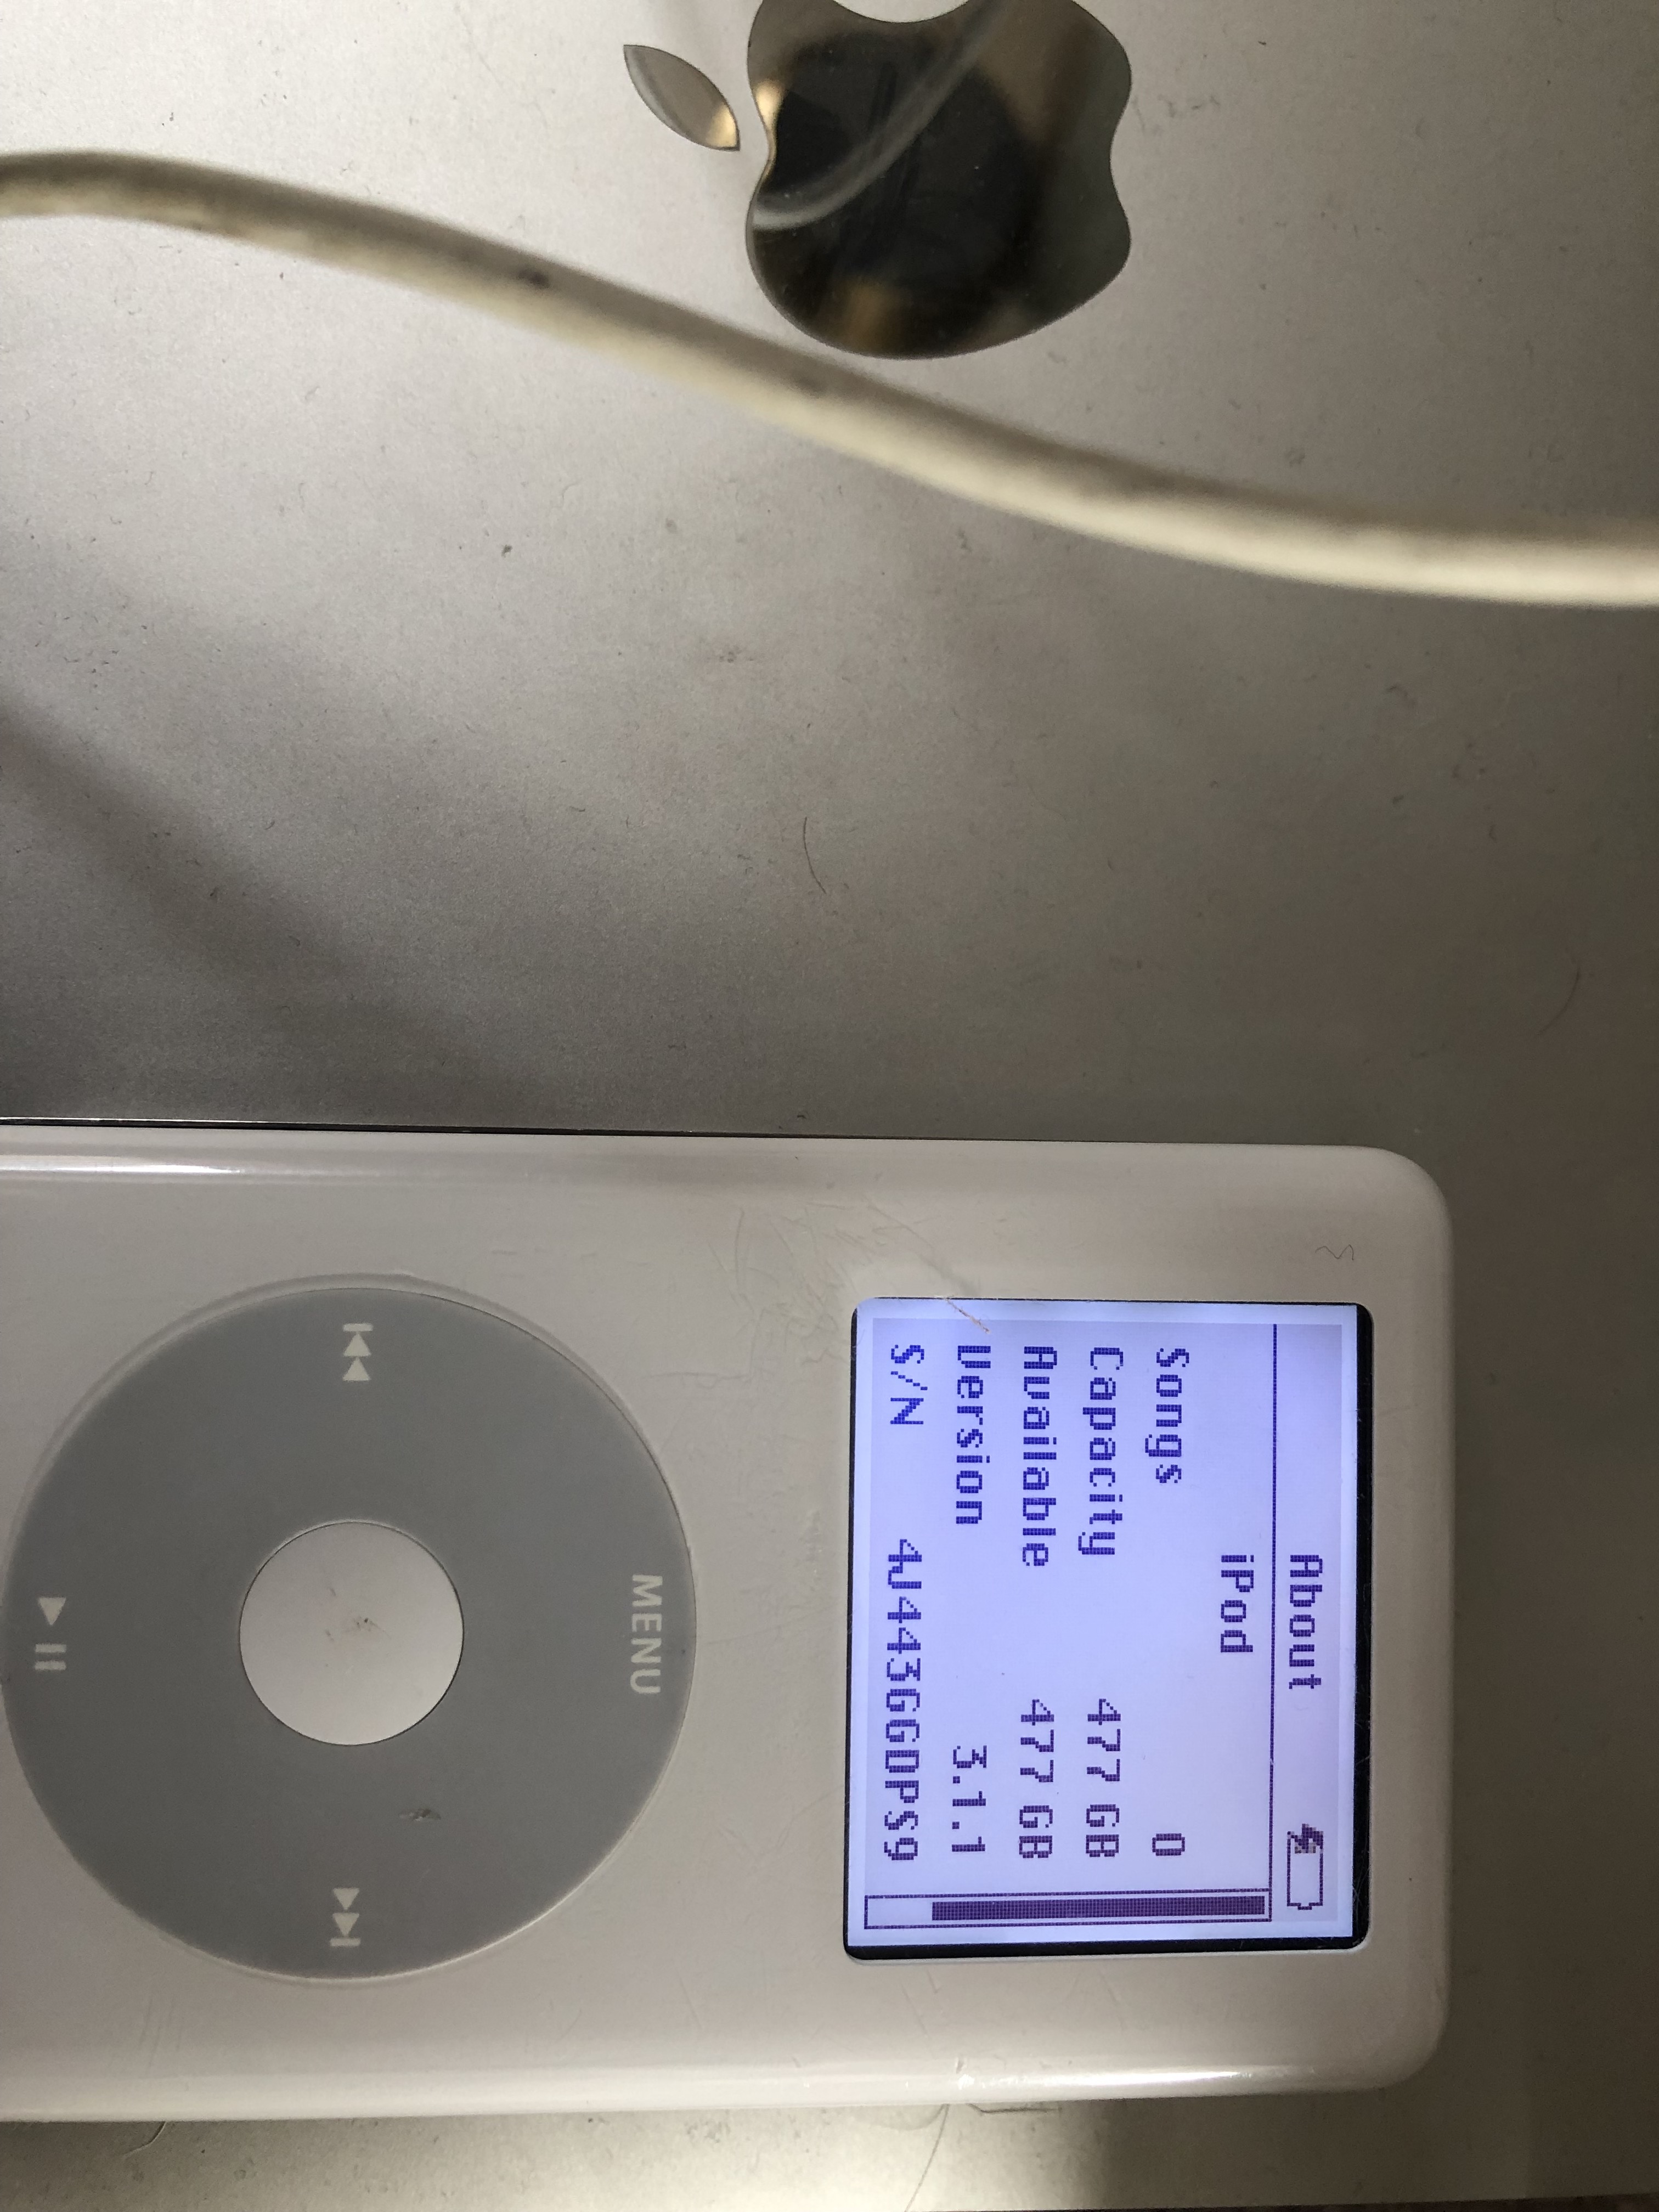 About
iPod
Songs 0
Capacity 477 GB
Available 477 GB
Version 3.1.1
S/N 4J443GGDPS9
MENU